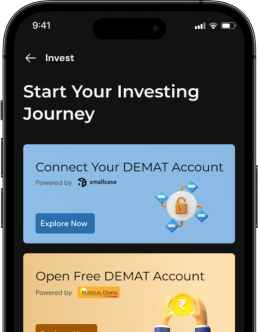 9:41
Invest
Start Your Investing
Journey
Connect Your DEMAT Account
Powered by smallcase
Explore Now
Open Free DEMAT Account
Powered by MOTILAL OSWAL
₹